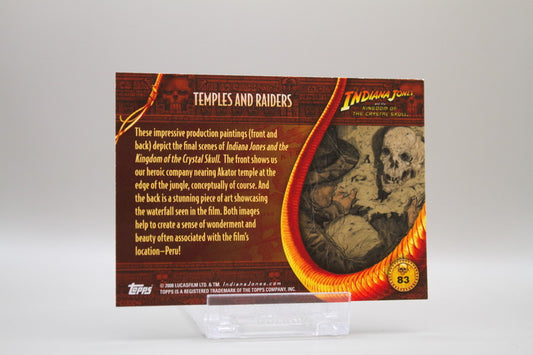 TEMPLES AND RAIDERS
INDIANA JONES
and the
KINGDOM OF
THE CRYSTAL SKULL
These impressive production paintings (front and
back) depict the final scenes of Indiana Jones and the
Kingdom of the Crystal Skull. The front shows us
our heroic company nearing Akator temple at the
edge of the jungle, conceptually of course. And
the back is a stunning piece of art showcasing
the waterfall seen in the film. Both images
help to create a sense of wonderment and
beauty often associated with the film's
location–Peru!
A
83
Topps
© 2008 LUCASFILM LTD. & TM. IndianaJones.com
TOPPS IS A REGISTERED TRADEMARK OF THE TOPPS COMPANY, INC.